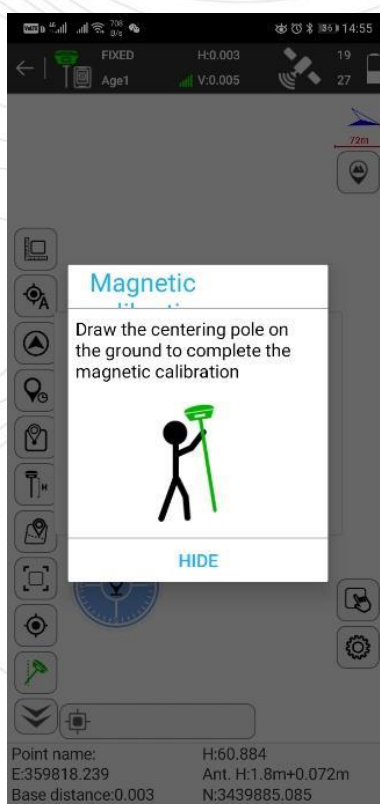 708
B/s
14:55
FIXED
H:0.003
19
Age1
V:0.005
27
72m
Magnetic
Draw the centering pole on
the ground to complete the
magnetic calibration
HIDE
Point name:
H:60.884
E:359818.239
Ant. H:1.8m+0.072m
Base distance:0.003
N:3439885.085